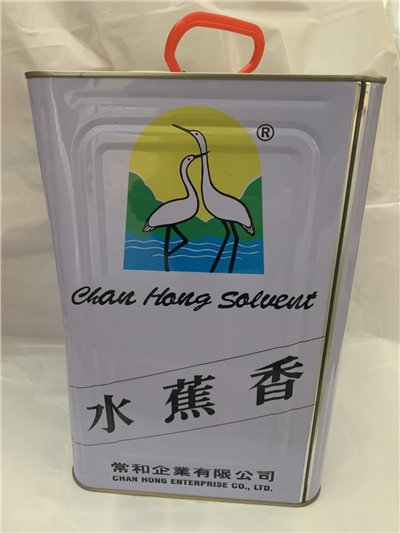 ®
Chan Hong Solvent
水蕉香
常和企業有限公司
CHAN HONG ENTERPRISE CO., LTD.